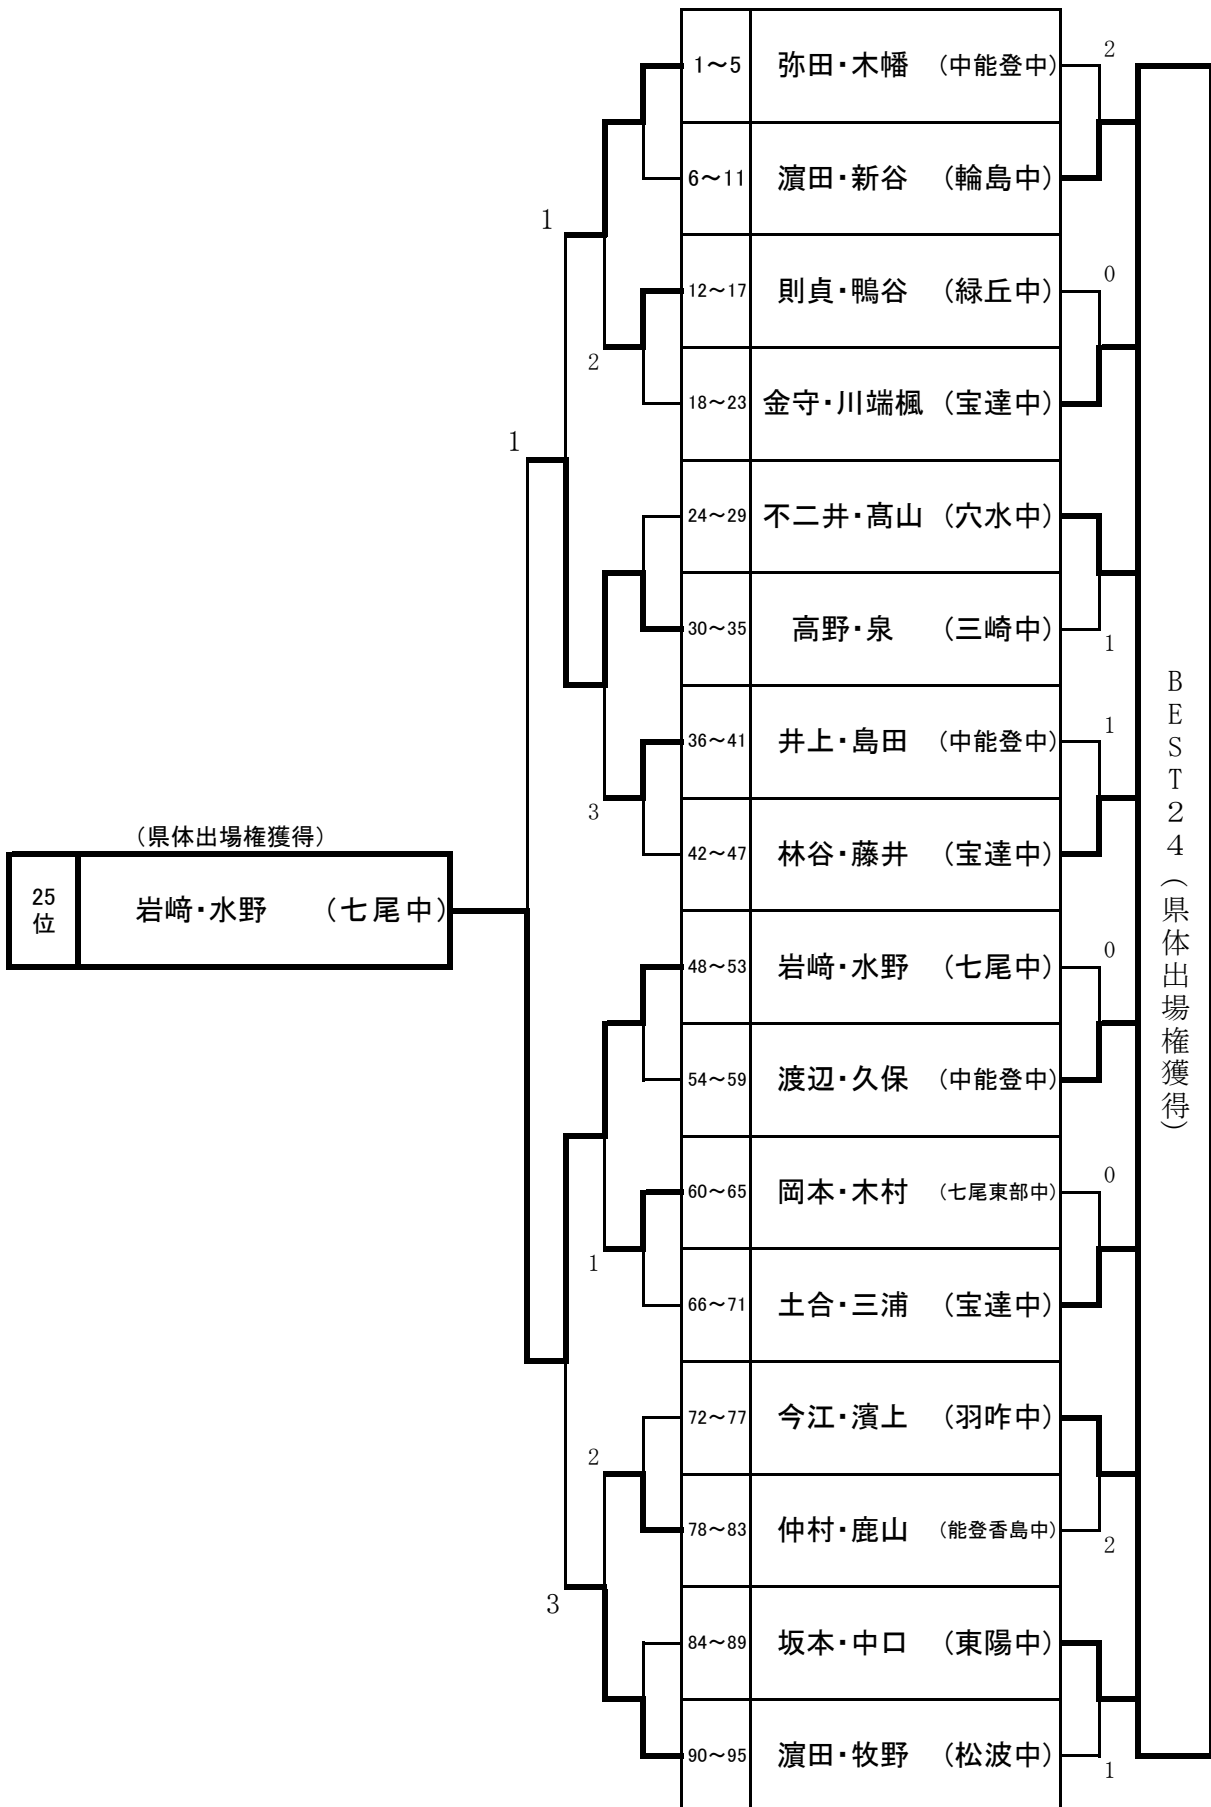 1～5 弥田・木幡 （中能登中） 2
6～11 濵田・新谷 （輪島中）
1
12～17 則貞・鴨谷 （緑丘中） 0
2
18～23 金守・川端楓 （宝達中）
1
24～29 不二井・髙山 （穴水中）
30～35 高野・泉 （三崎中） 1
36～41 井上・島田 （中能登中） 1
3
42～47 林谷・藤井 （宝達中）
（県体出場権獲得）
25位 岩﨑・水野 （七尾中）
48～53 岩﨑・水野 （七尾中） 0
54～59 渡辺・久保 （中能登中）
60～65 岡本・木村 （七尾東部中） 0
1
66～71 土合・三浦 （宝達中）
72～77 今江・濱上 （羽咋中）
2
78～83 仲村・鹿山 （能登香島中） 2
3
84～89 坂本・中口 （東陽中）
90～95 濵田・牧野 （松波中） 1
BEST24（県体出場権獲得）